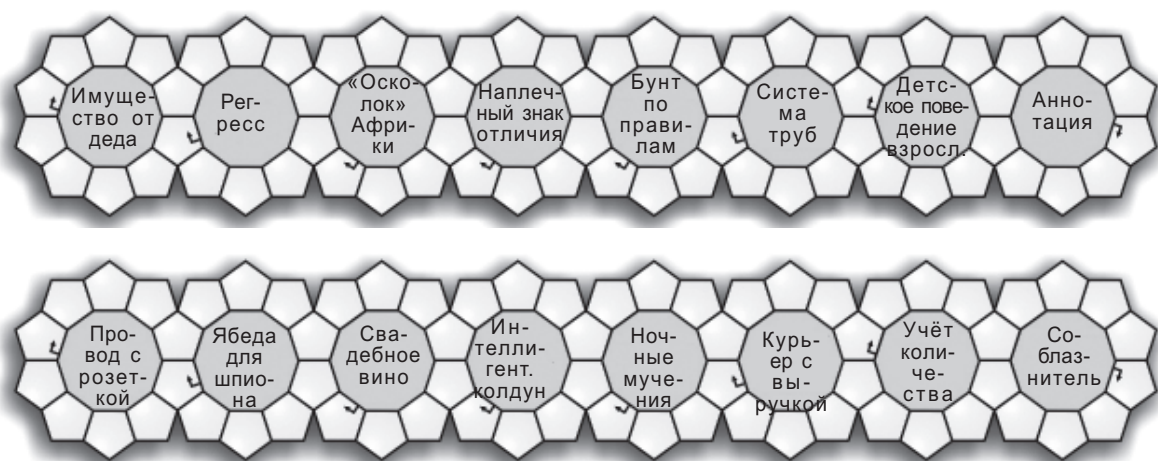 Имуще-
ство от
деда
Рег-
ресс
«Оско-
лок»
Афри-
ки
Наплеч-
ный знак
отличия
Бунт
по
прави-
лам
Систе-
ма
труб
Детс-
кое пове-
дение
взросл.
Анно-
тация
Про-
вод с
розет-
кой
Ябеда
для
шпио-
на
Сва-
дебное
вино
Ин-
телли-
гент.
колдун
Ноч-
ные
муче-
ния
Курь-
ер с
вы-
ручкой
Учёт
коли-
че-
ства
Со-
блаз-
нитель